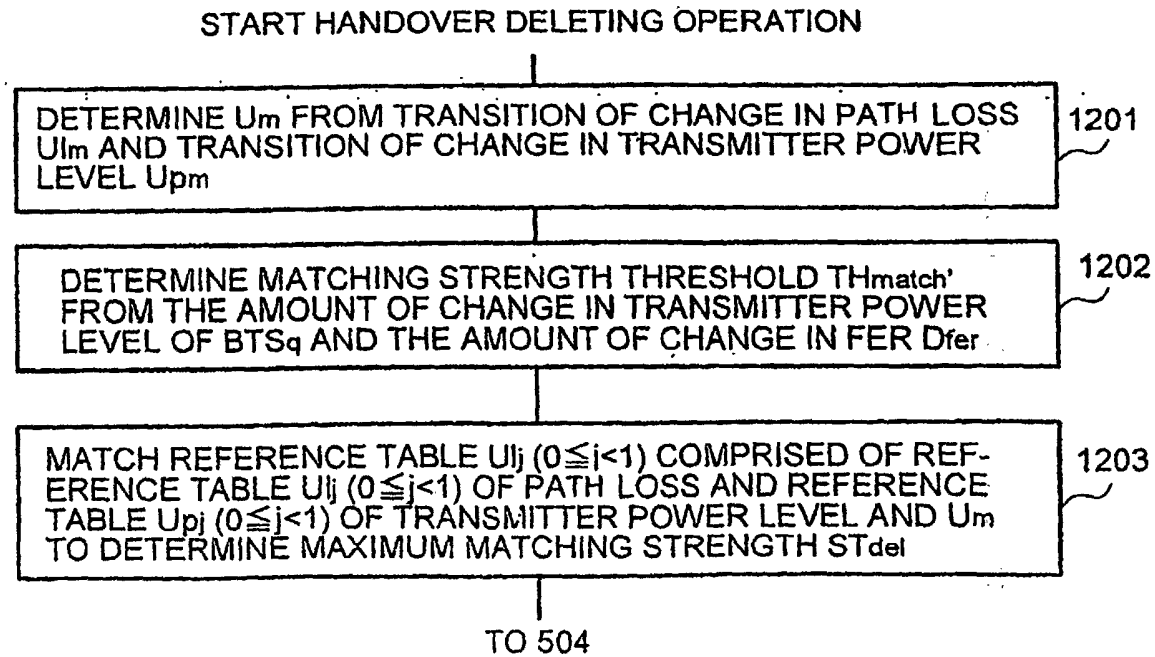 START HANDOVER DELETING OPERATION
DETERMINE Um FROM TRANSITION OF CHANGE IN PATH LOSS
Ulm AND TRANSITION OF CHANGE IN TRANSMITTER POWER
LEVEL Upm
1201
DETERMINE MATCHING STRENGTH THRESHOLD THmatch'
FROM THE AMOUNT OF CHANGE IN TRANSMITTER POWER
LEVEL OF BTSq AND THE AMOUNT OF CHANGE IN FER Dfer
1202
MATCH REFERENCE TABLE Ulj (0≦j<1) COMPRISED OF REF-
ERENCE TABLE Ulj (0≦j<1) OF PATH LOSS AND REFERENCE
TABLE Upj (0≦j<1) OF TRANSMITTER POWER LEVEL AND Um
TO DETERMINE MAXIMUM MATCHING STRENGTH STdel
1203
TO 504